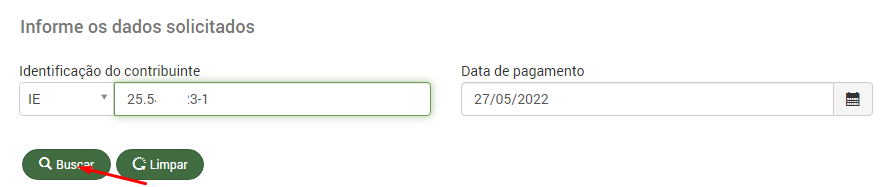 Informe os dados solicitados
Identificação do contribuinte
Data de pagamento
IE
27/05/2022
Buscar
Limpar